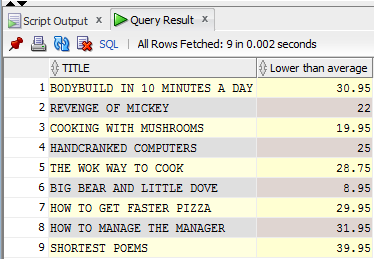 Script Output x Query Result x
SQL | All Rows Fetched: 9 in 0.002 seconds
TITLE Lower than average
1 BODYBUILD IN 10 MINUTES A DAY 30.95
2 REVENGE OF MICKEY 22
3 COOKING WITH MUSHROOMS 19.95
4 HANDCRANKED COMPUTERS 25
5 THE WOK WAY TO COOK 28.75
6 BIG BEAR AND LITTLE DOVE 8.95
7 HOW TO GET FASTER PIZZA 29.95
8 HOW TO MANAGE THE MANAGER 31.95
9 SHORTEST POEMS 39.95